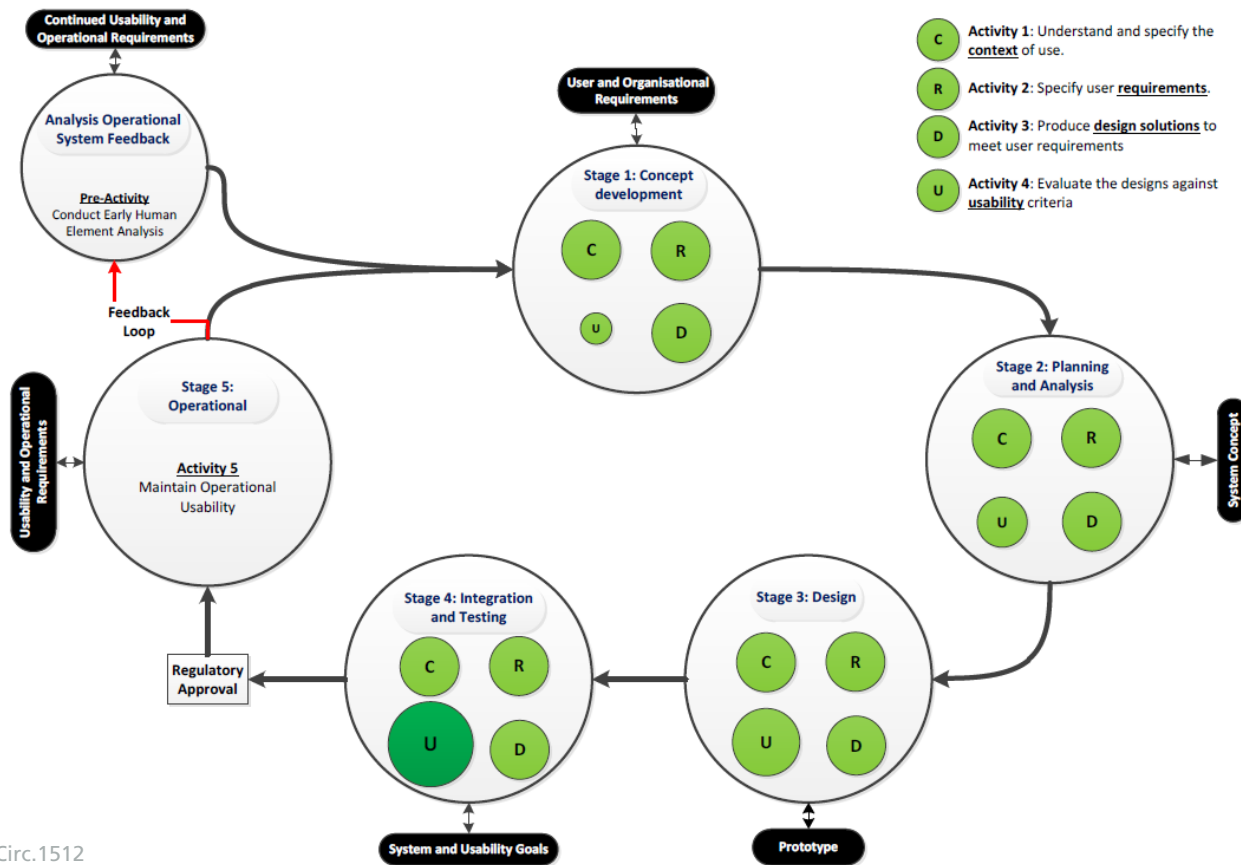 Continued Usability and
Operational Requirements
Analysis Operational
System Feedback
Pre-Activity
Conduct Early Human
Element Analysis
Feedback
Loop
User and Organisational
Requirements
Stage 1: Concept
development
C
R
U
D
C
Activity 1: Understand and specify the
context of use.
R
Activity 2: Specify user requirements.
D
Activity 3: Produce design solutions to
meet user requirements
U
Activity 4: Evaluate the designs against
usability criteria
Stage 2: Planning
and Analysis
C
R
U
D
System Concept
Stage 3: Design
C
R
U
D
Prototype
Stage 4: Integration
and Testing
C
R
U
D
System and Usability Goals
Regulatory
Approval
Stage 5:
Operational
Activity 5
Maintain Operational
Usability
Usability and Operational
Requirements
Circ.1512